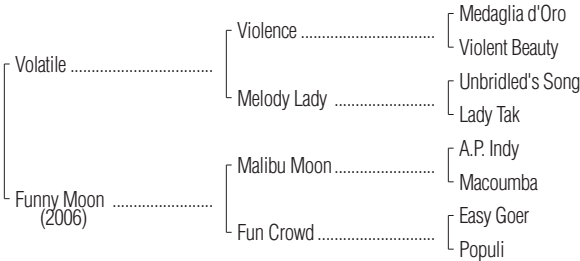 Medaglia d'Oro
Violence ................................
Violent Beauty
Volatile ..................................
Unbridled's Song
Melody Lady ........................
Lady Tak
A.P. Indy
Malibu Moon........................
Macoumba
Funny Moon ........................
(2006)
Easy Goer
Fun Crowd............................
Populi